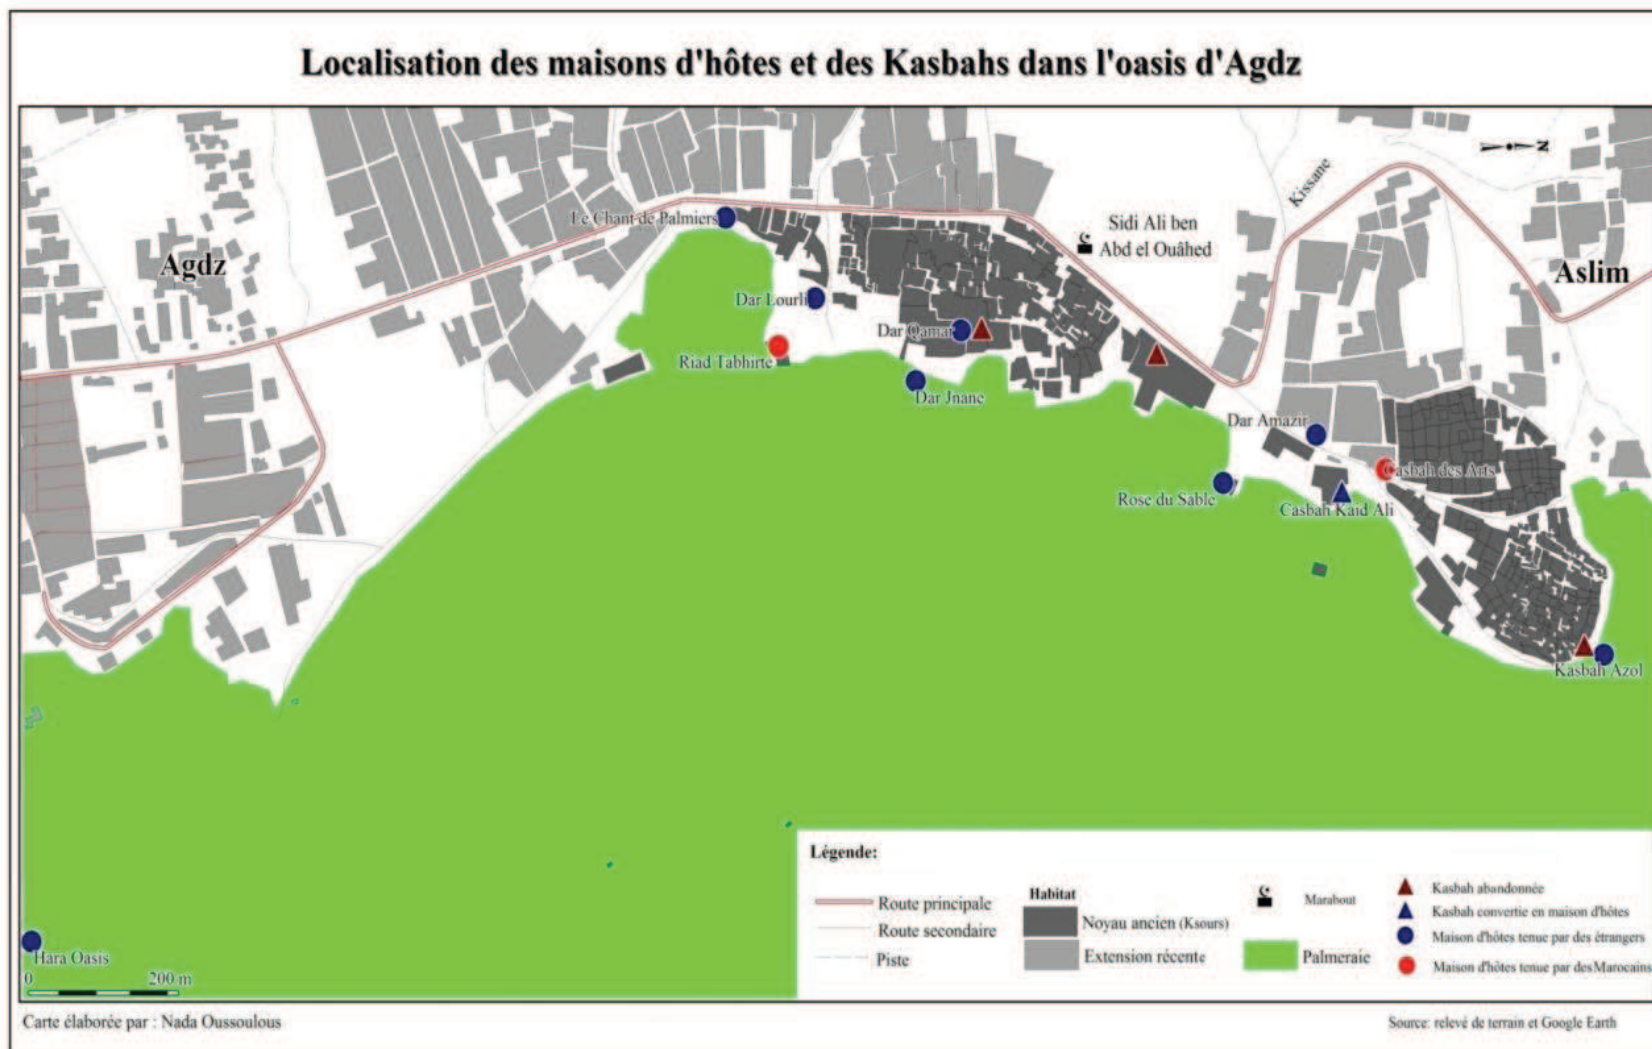 Localisation des maisons d'hôtes et des Kasbahs dans l'oasis d'Agdz
N
Kissane
Le Chant de Palmiers
Sidi Ali ben
Abd el Ouâhed
Agdz
Aslim
Dar Lourli
Dar Qamar
Riad Tabhirte
Dar Jnane
Dar Amazir
Casbah des Arts
Rose du Sable
Casbah Kaid Ali
Kasbah Azol
Hara Oasis
0 200 m
Légende:
Route principale
Route secondaire
Piste
Habitat
Noyau ancien (Ksours)
Extension récente
Marabout
Palmeraie
Kasbah abandonnée
Kasbah convertie en maison d'hôtes
Maison d'hôtes tenue par des étrangers
Maison d'hôtes tenue par des Marocains
Carte élaborée par : Nada Oussoulous
Source: relevé de terrain et Google Earth